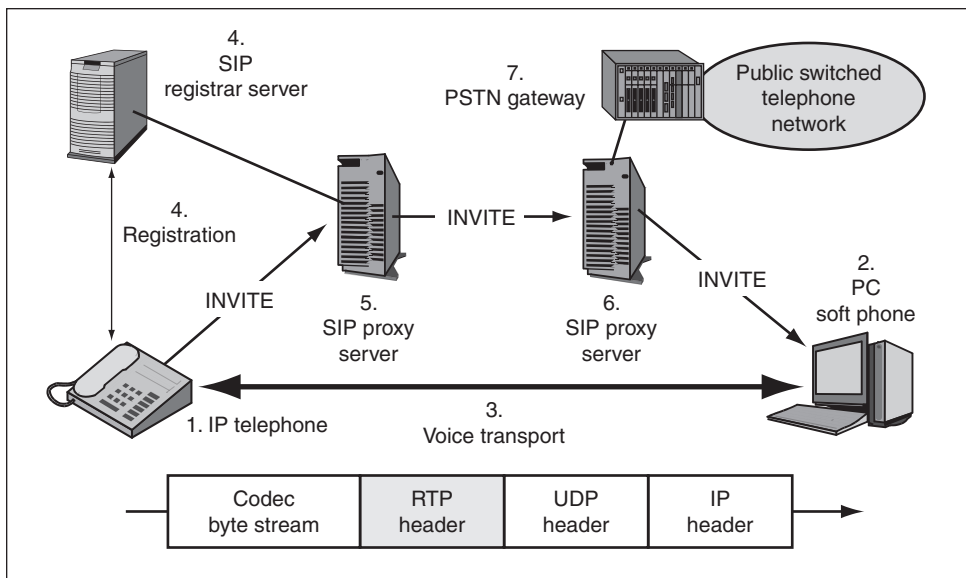 4.
SIP
registrar server
7.
PSTN gateway
Public switched
telephone
network
4.
Registration
INVITE
INVITE
INVITE
5.
SIP proxy
server
6.
SIP proxy
server
2.
PC
soft phone
1. IP telephone
3.
Voice transport
Codec
byte stream
RTP
header
UDP
header
IP
header